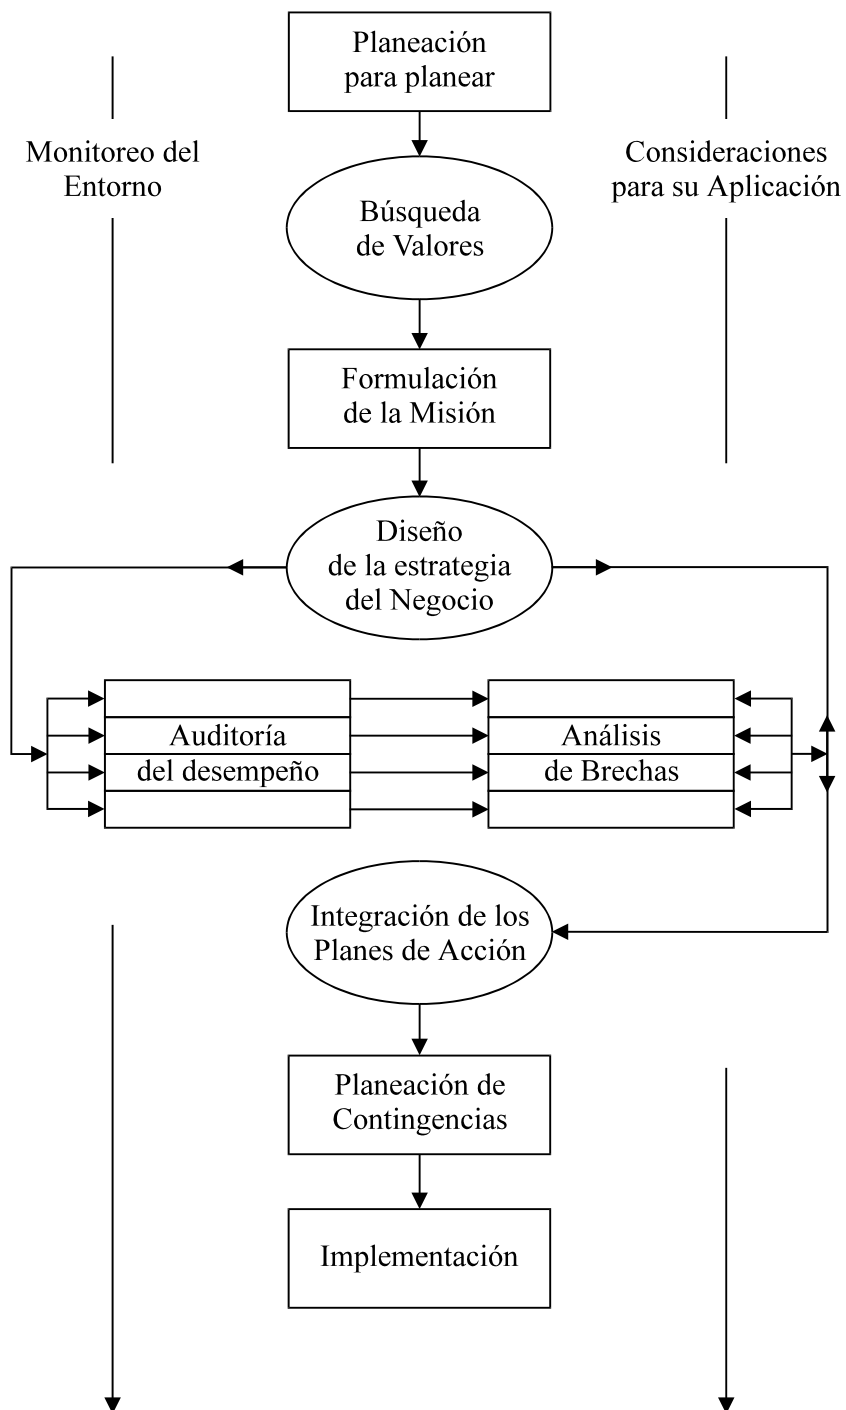 Planeación
para planear
Monitoreo del
Entorno
Consideraciones
para su Aplicación
Búsqueda
de Valores
Formulación
de la Misión
Diseño
de la estrategia
del Negocio
Auditoría
del desempeño
Análisis
de Brechas
Integración de los
Planes de Acción
Planeación de
Contingencias
Implementación